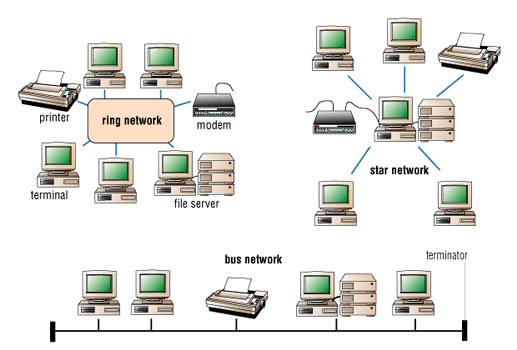 printer
ring network
modem
terminal
file server
star network
bus network
terminator